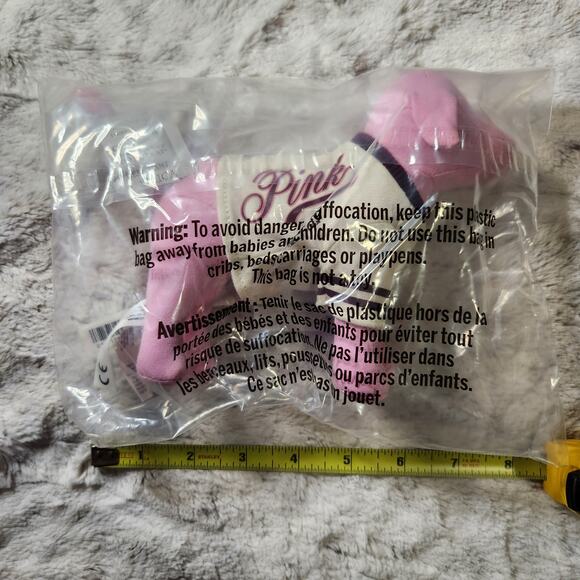 Pink
Warning: To avoid danger suffocation, keep this plastic
bag away from babies and children. Do not use this bag in
cribs, beds, carriages or playpens.
This bag is not a toy.
Avertissement : Tenir le sac de plastique hors de la
portée des bébés et des enfants pour éviter tout
risque de suffocation. Ne pas l'utiliser dans
les berceaux, lits, poussettes ou parcs d'enfants.
Ce sac n'est pas un jouet.
CE
1 2 STANLEY 3 4 5 6 7 8